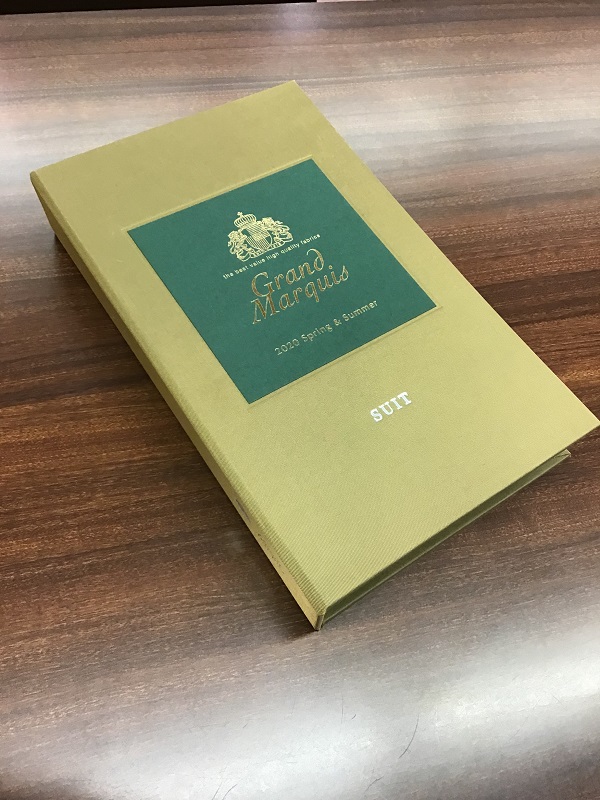 the best value high quality fabrics
Grand
Marquis
2020 Spring & Summer
SUIT